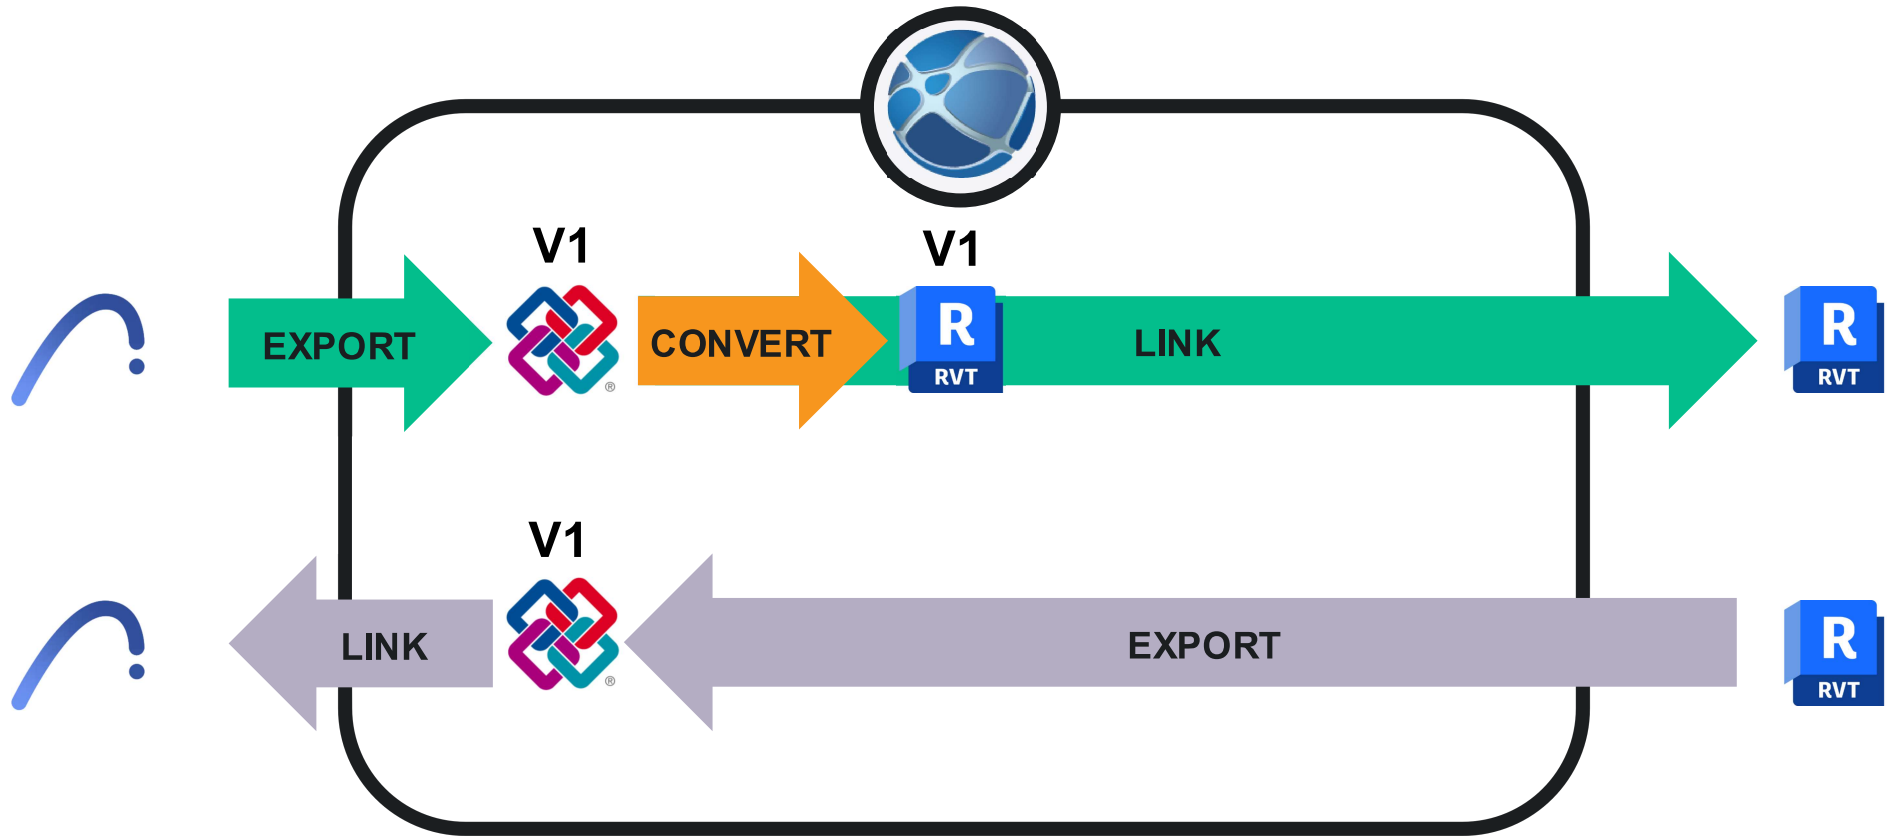 V1
V1
EXPORT
CONVERT
R
RVT
LINK
R
RVT
®
V1
LINK
EXPORT
R
RVT
®